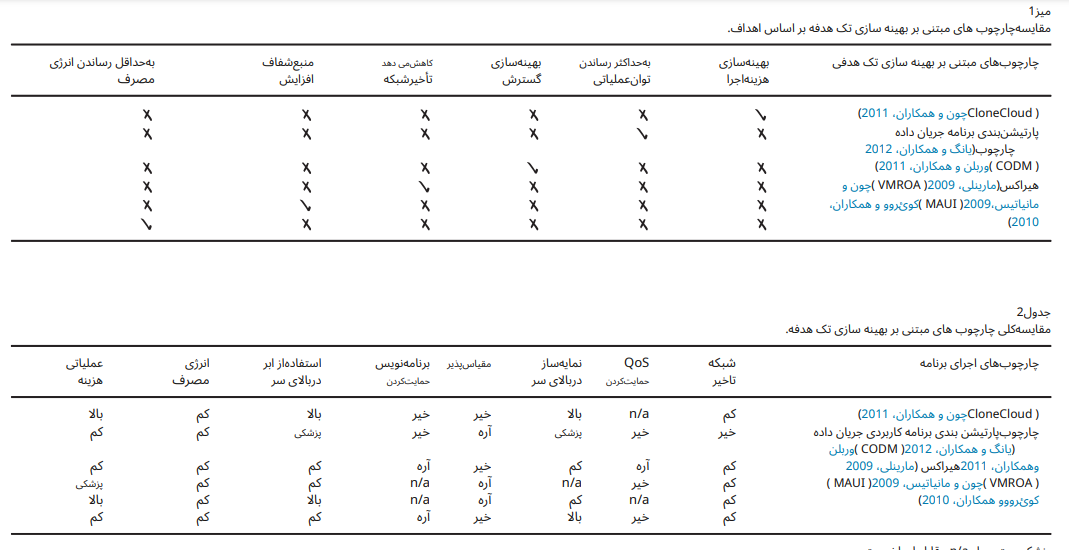 میز1
مقایسه‌چارچوب های مبتنی بر بهینه سازی تک هدفه بر اساس اهداف.
چارچوب‌های مبتنی بر بهینه سازی تک هدفی بهینه‌سازی به‌حداکثر رساندن بهینه‌سازی کاهش‌می دهد منبع‌شفاف به‌حداقل رساندن انرژی
هزینه‌اجرا توان‌عملیاتی گسترش تأخیرشبکه افزایش مصرف
( CloneCloudچون و همکاران، 2011) ✓ ✗ ✗ ✗ ✗ ✗
پارتیشن‌بندی برنامه جریان داده ✗ ✓ ✗ ✗ ✗ ✗
چارچوب(یانگ و همکاران، 2012
( CODM )وربلن و همکاران، 2011) ✗ ✗ ✓ ✗ ✗ ✗
هیراکس(مارینلی، 2009( VMROA )چون و ✗ ✗ ✗ ✓ ✗ ✗
مانیاتیس،2009( MAUI )کوئروو و همکاران، ✗ ✗ ✗ ✗ ✓ ✗
2010) ✗ ✗ ✗ ✗ ✗ ✓
جدول2
مقایسه‌کلی چارچوب های مبتنی بر بهینه سازی تک هدفه.
چارچوب‌های اجرای برنامه شبکه QoS نمایه‌ساز مقیاس‌پذیر برنامه‌نویس استفاده‌از ابر انرژی عملیاتی
تاخیر حمایت‌کردن دربالای سر حمایت‌کردن دربالای سر مصرف هزینه
( CloneCloudچون و همکاران، 2011) کم n/a بالا خیر خیر بالا کم بالا
چارچوب‌پارتیشن بندی برنامه کاربردی جریان داده خیر خیر پزشکی آره خیر پزشکی کم کم
(یانگ و همکاران، 2012( CODM )وربلن
وهمکاران، 2011هیراکس (مارینلی، 2009 کم آره کم خیر آره کم کم کم
( VMROA )چون و مانیاتیس، 2009( MAUI ) کم خیر n/a آره n/a کم کم پزشکی
کوئرووو همکاران، 2010) کم n/a کم آره n/a بالا کم بالا
کم خیر بالا خیر آره کم کم کم